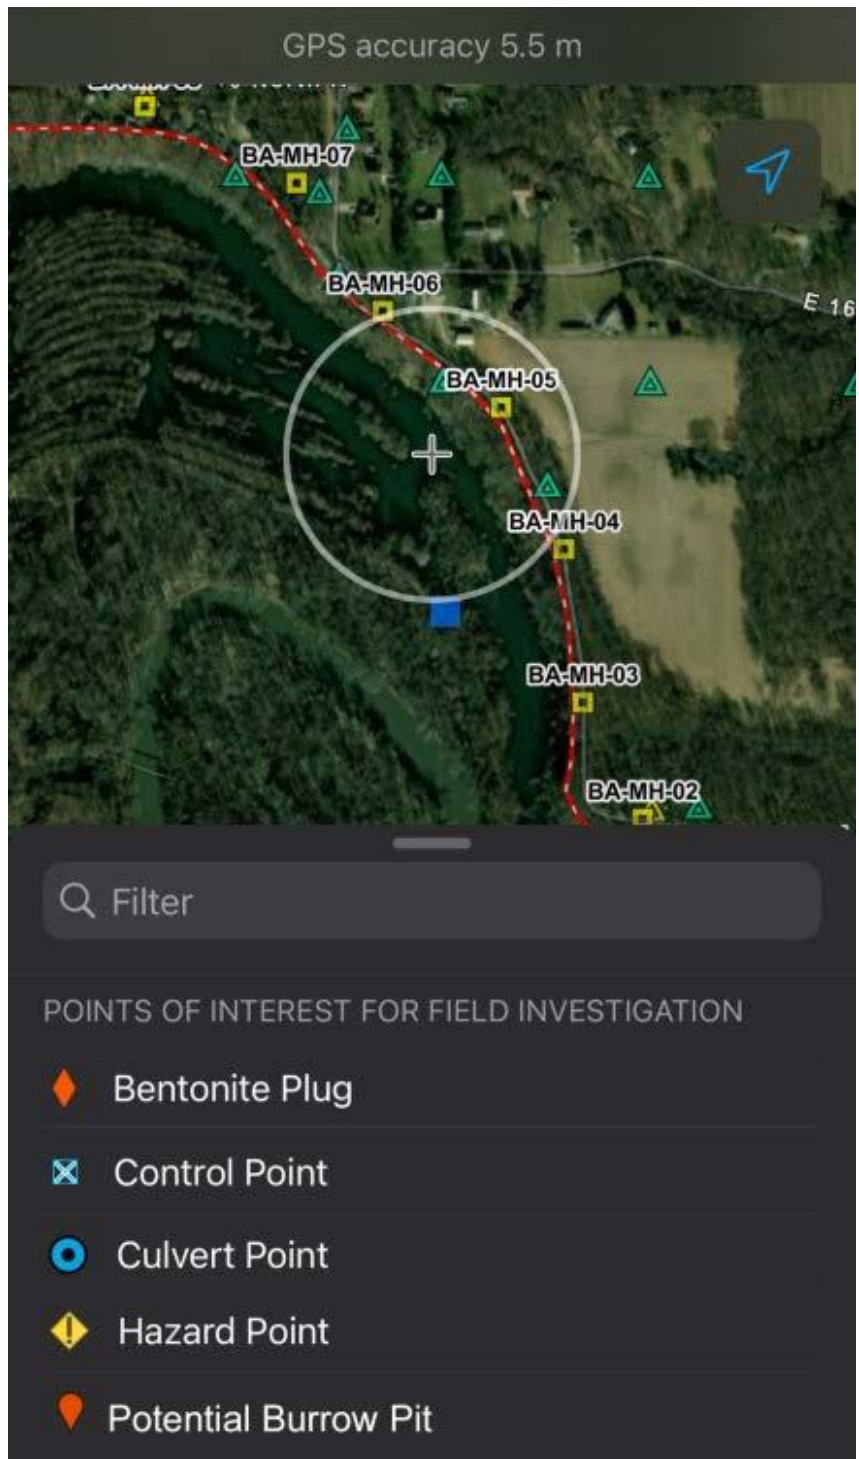 GPS accuracy 5.5 m
BA-MH-07
BA-MH-06
E 16
BA-MH-05
BA-MH-04
BA-MH-03
BA-MH-02
Filter
POINTS OF INTEREST FOR FIELD INVESTIGATION
Bentonite Plug
Control Point
Culvert Point
Hazard Point
Potential Burrow Pit